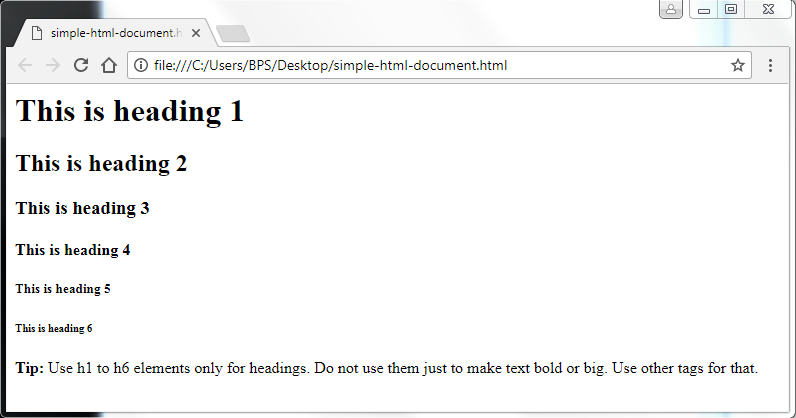 simple-html-document.h
file:///C:/Users/BPS/Desktop/simple-html-document.html
This is heading 1
This is heading 2
This is heading 3
This is heading 4
This is heading 5
This is heading 6
Tip: Use h1 to h6 elements only for headings. Do not use them just to make text bold or big. Use other tags for that.